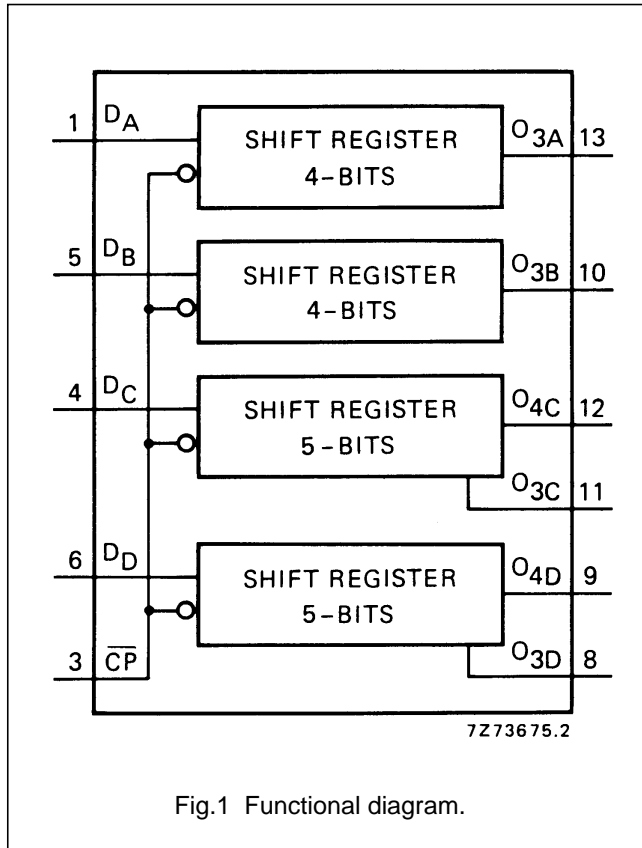 1 DA SHIFT REGISTER 4-BITS O3A 13
5 DB SHIFT REGISTER 4-BITS O3B 10
4 DC SHIFT REGISTER 5-BITS O4C 12
O3C 11
6 DD SHIFT REGISTER 5-BITS O4D 9
3 C̅P̅ O3D 8
7Z73675.2
Fig.1 Functional diagram.